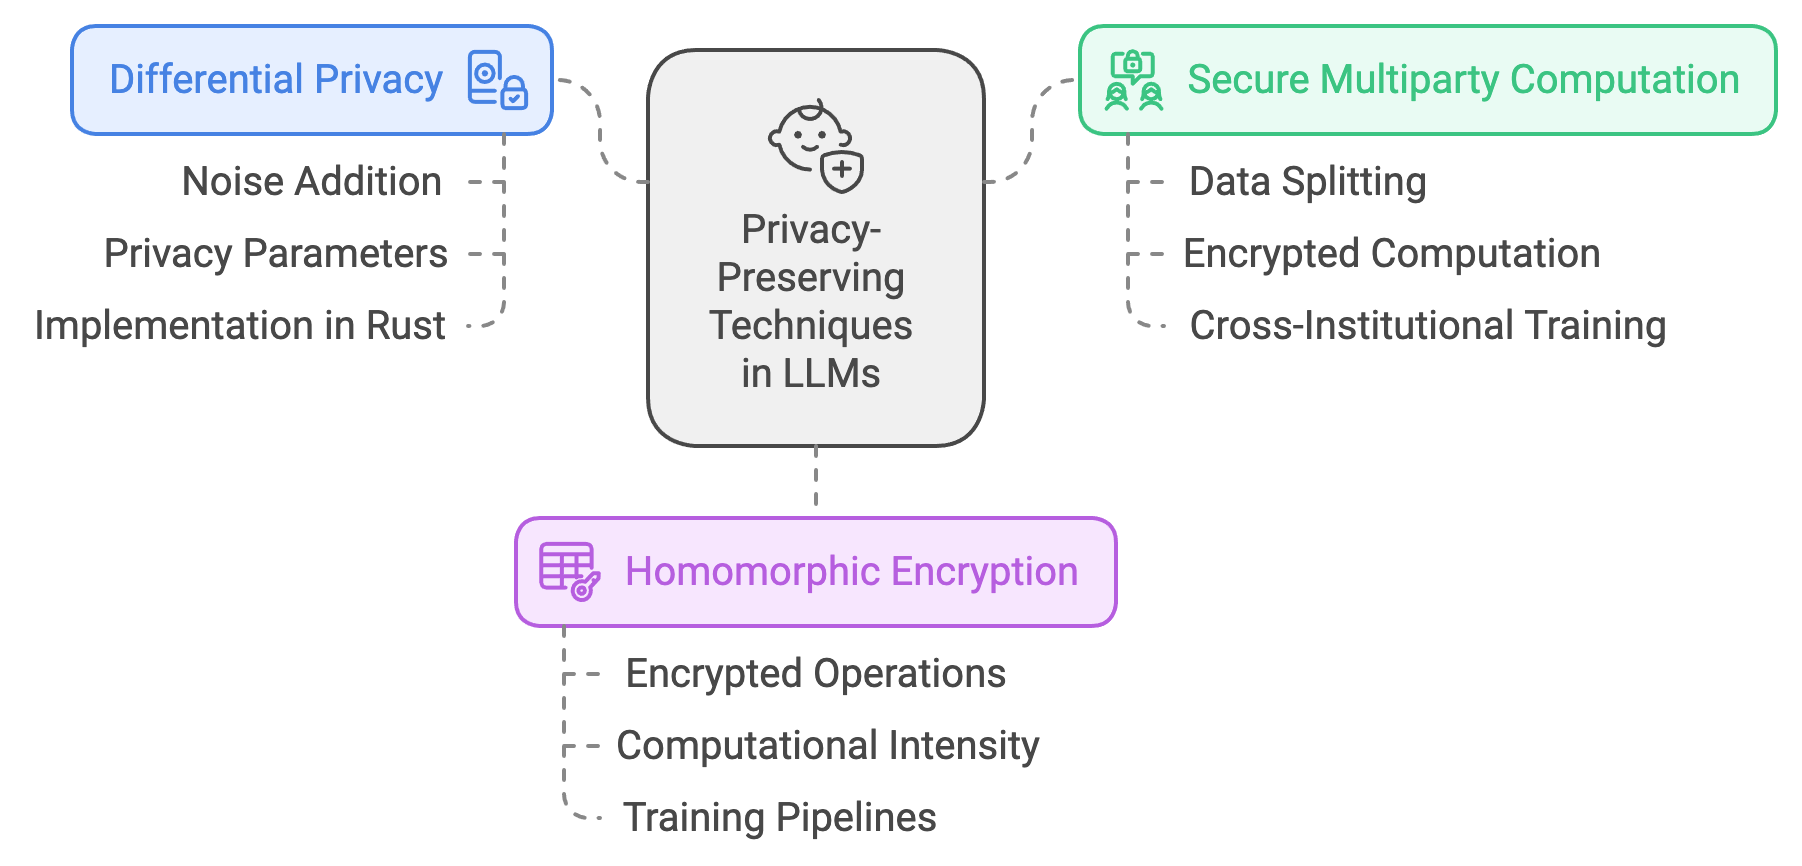 Differential Privacy
Noise Addition
Privacy Parameters
Implementation in Rust
Privacy-
Preserving
Techniques
in LLMs
Secure Multiparty Computation
Data Splitting
Encrypted Computation
Cross-Institutional Training
Homomorphic Encryption
Encrypted Operations
Computational Intensity
Training Pipelines